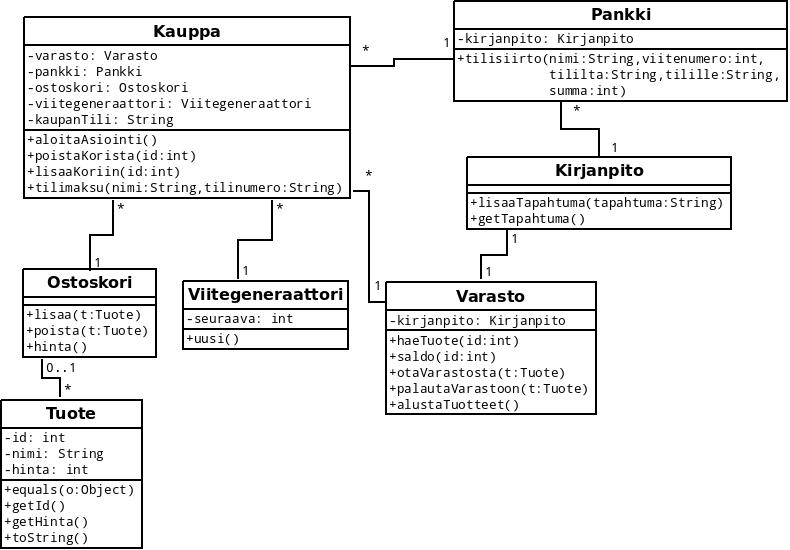 Kauppa
-varasto: Varasto
-pankki: Pankki
-ostoskori: Ostoskori
-viitegeneraattori: Viitegeneraattori
-kaupanTili: String
+aloitaAsiointi()
+poistaKorista(id:int)
+lisaaKoriin(id:int)
+tilimaksu(nimi:String,tilinumero:String)
*
1
Pankki
-kirjanpito: Kirjanpito
+tilisiirto(nimi:String,viitenumero:int,
tililta:String,tilille:String,
summa:int)
*
1
Kirjanpito
+lisaaTapahtuma(tapahtuma:String)
+getTapahtuma()
1
1
*
1
*
1
*
1
Ostoskori
+lisaa(t:Tuote)
+poista(t:Tuote)
+hinta()
Viitegeneraattori
-seuraava: int
+uusi()
Varasto
-kirjanpito: Kirjanpito
+haeTuote(id:int)
+saldo(id:int)
+otaVarastosta(t:Tuote)
+palautaVarastoon(t:Tuote)
+alustaTuotteet()
0..1
*
Tuote
-id: int
-nimi: String
-hinta: int
+equals(o:Object)
+getId()
+getHinta()
+toString()